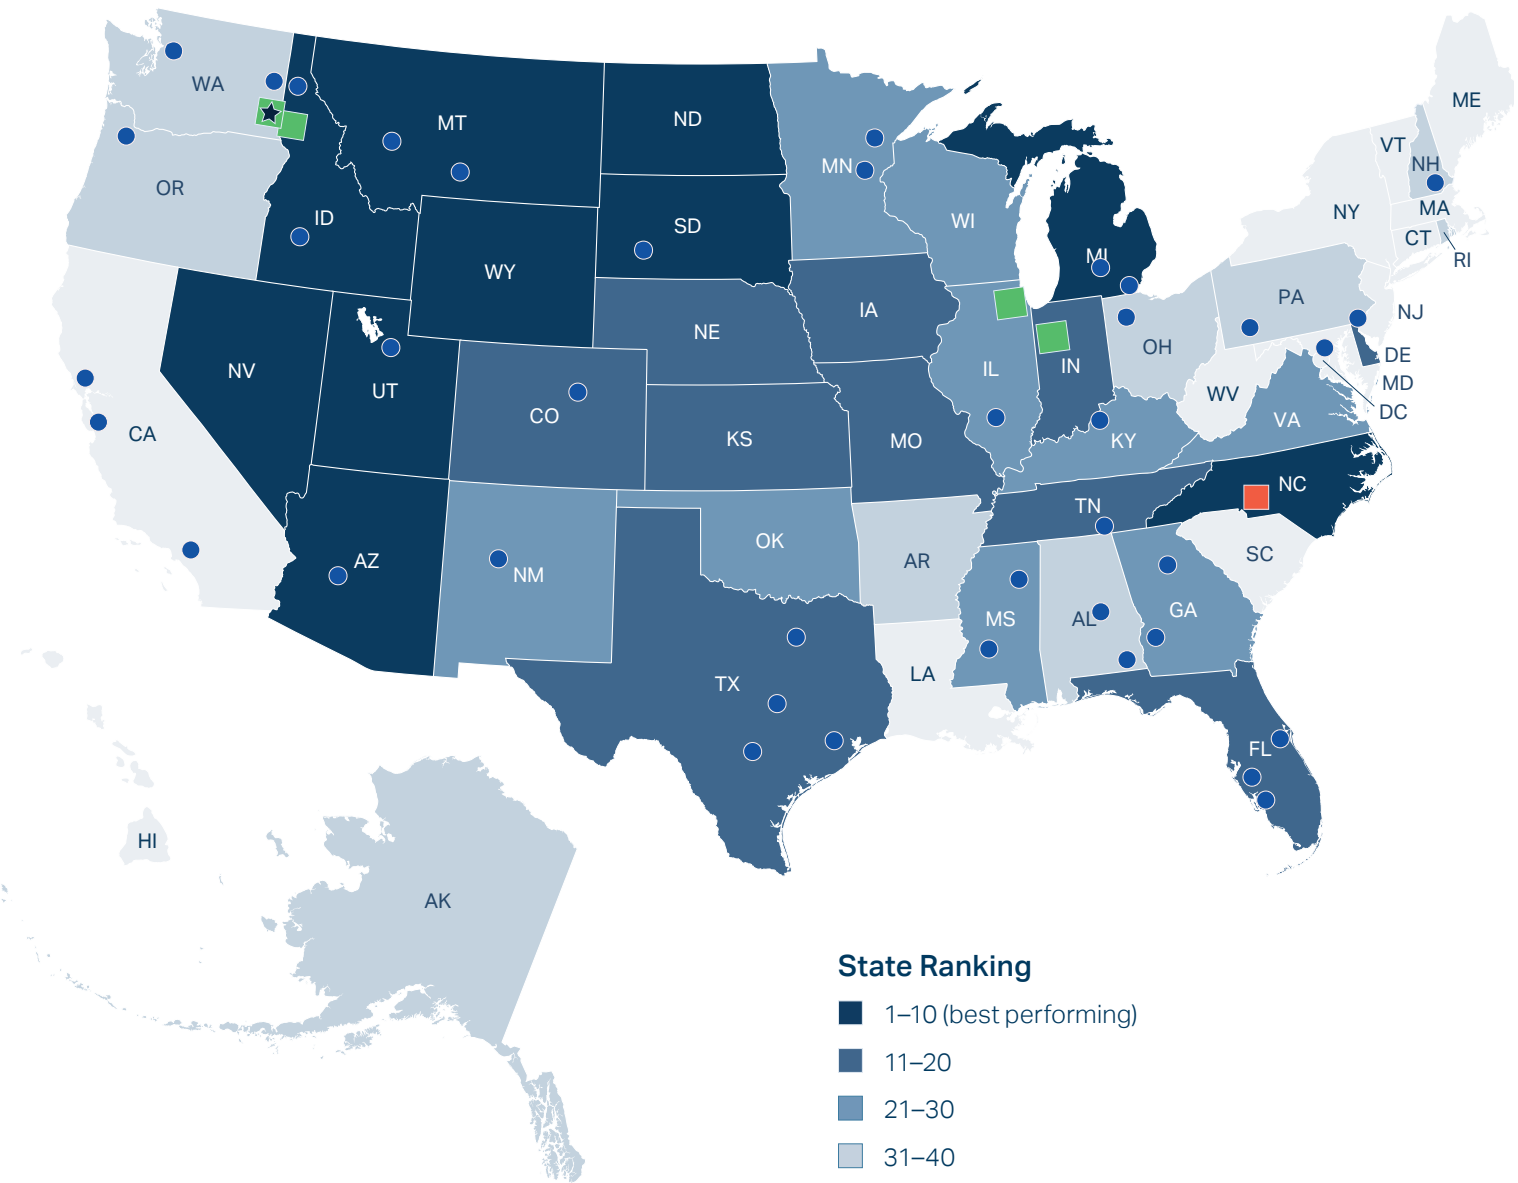 ME
WA
VT
MT
ND
NH
MN
OR
MA
NY
ID
WI
SD
CT
MI
RI
WY
PA
IA
NJ
NE
OH
DE
IL
IN
NV
MD
UT
WV
DC
CO
VA
CA
KS
MO
KY
NC
TN
OK
SC
AZ
AR
NM
GA
MS
AL
LA
TX
FL
HI
AK
State Ranking
1–10 (best performing)
11–20
21–30
31–40